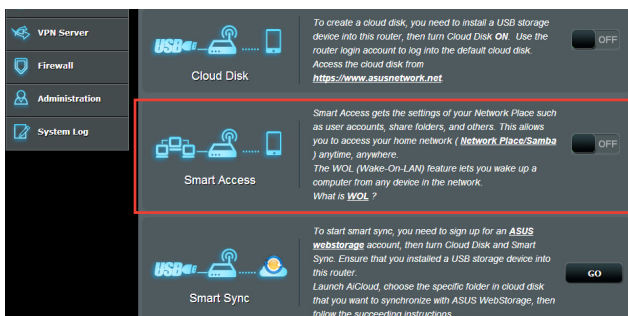 VPN Server
Firewall
Administration
System Log
USB
Cloud Disk
To create a cloud disk, you need to install a USB storage
device into this router, then turn Cloud Disk ON. Use the
router login account to log into the default cloud disk.
Access the cloud disk from
https://www.asusnetwork.net.
OFF
Smart Access
Smart Access gets the settings of your Network Place such
as user accounts, share folders, and others. This allows
you to access your home network ( Network Place/Samba
) anytime, anywhere.
The WOL (Wake-On-LAN) feature lets you wake up a
computer from any device in the network.
What is WOL ?
OFF
USB
Smart Sync
To start smart sync, you need to sign up for an ASUS
webstorage account, then turn Cloud Disk and Smart
Sync. Ensure that you installed a USB storage device into
this router.
Launch AiCloud, choose the specific folder in cloud disk
that you want to synchronize with ASUS WebStorage, then
follow the succeeding instructions.
GO